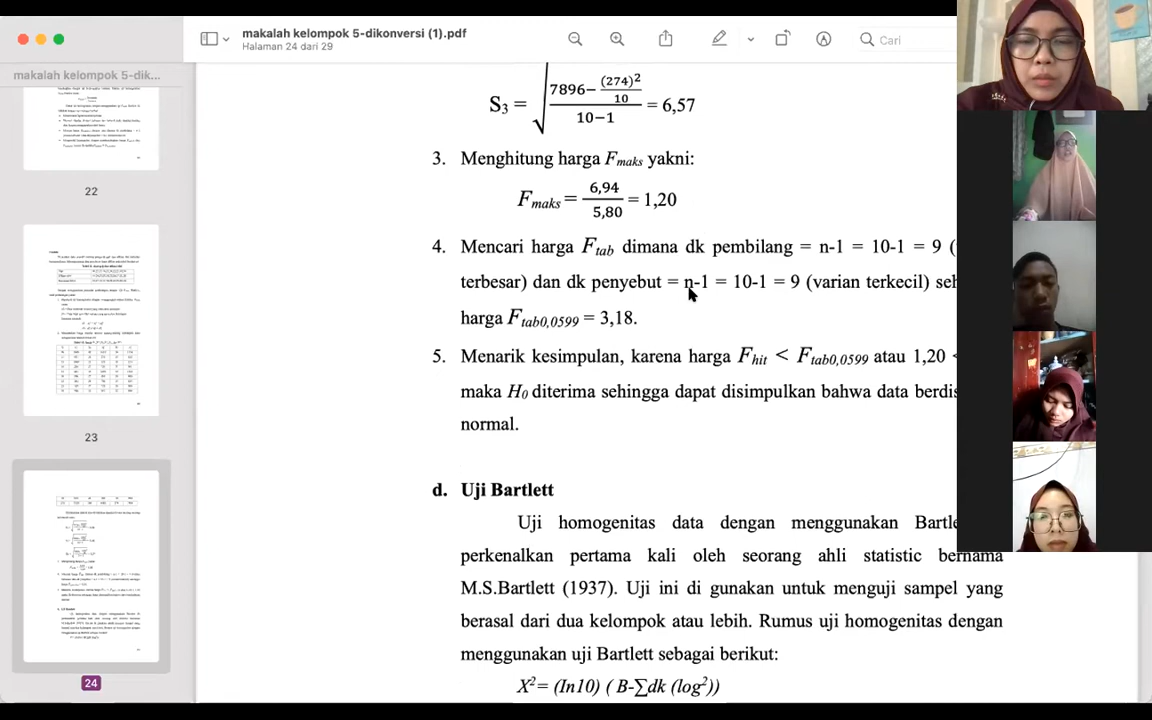 makalah kelompok 5-dikonversi (1).pdf
Halaman 24 dari 29
Cari
makalah kelompok 5-dik...
22
23
24
S3 = √ 7896− (274)2 / 10 / 10−1 = 6,57
3. Menghitung harga Fmaks yakni:
Fmaks = 6,94 / 5,80 = 1,20
4. Mencari harga Ftab dimana dk pembilang = n-1 = 10-1 = 9 (
terbesar) dan dk penyebut = n-1 = 10-1 = 9 (varian terkecil) seh
harga Ftab0,0599 = 3,18.
5. Menarik kesimpulan, karena harga Fhit < Ftab0,0599 atau 1,20 <
maka H0 diterima sehingga dapat disimpulkan bahwa data berdis
normal.
d. Uji Bartlett
Uji homogenitas data dengan menggunakan Bartle
perkenalkan pertama kali oleh seorang ahli statistic bernama
M.S.Bartlett (1937). Uji ini di gunakan untuk menguji sampel yang
berasal dari dua kelompok atau lebih. Rumus uji homogenitas dengan
menggunakan uji Bartlett sebagai berikut:
X2= (In10) ( B-∑dk (log2))